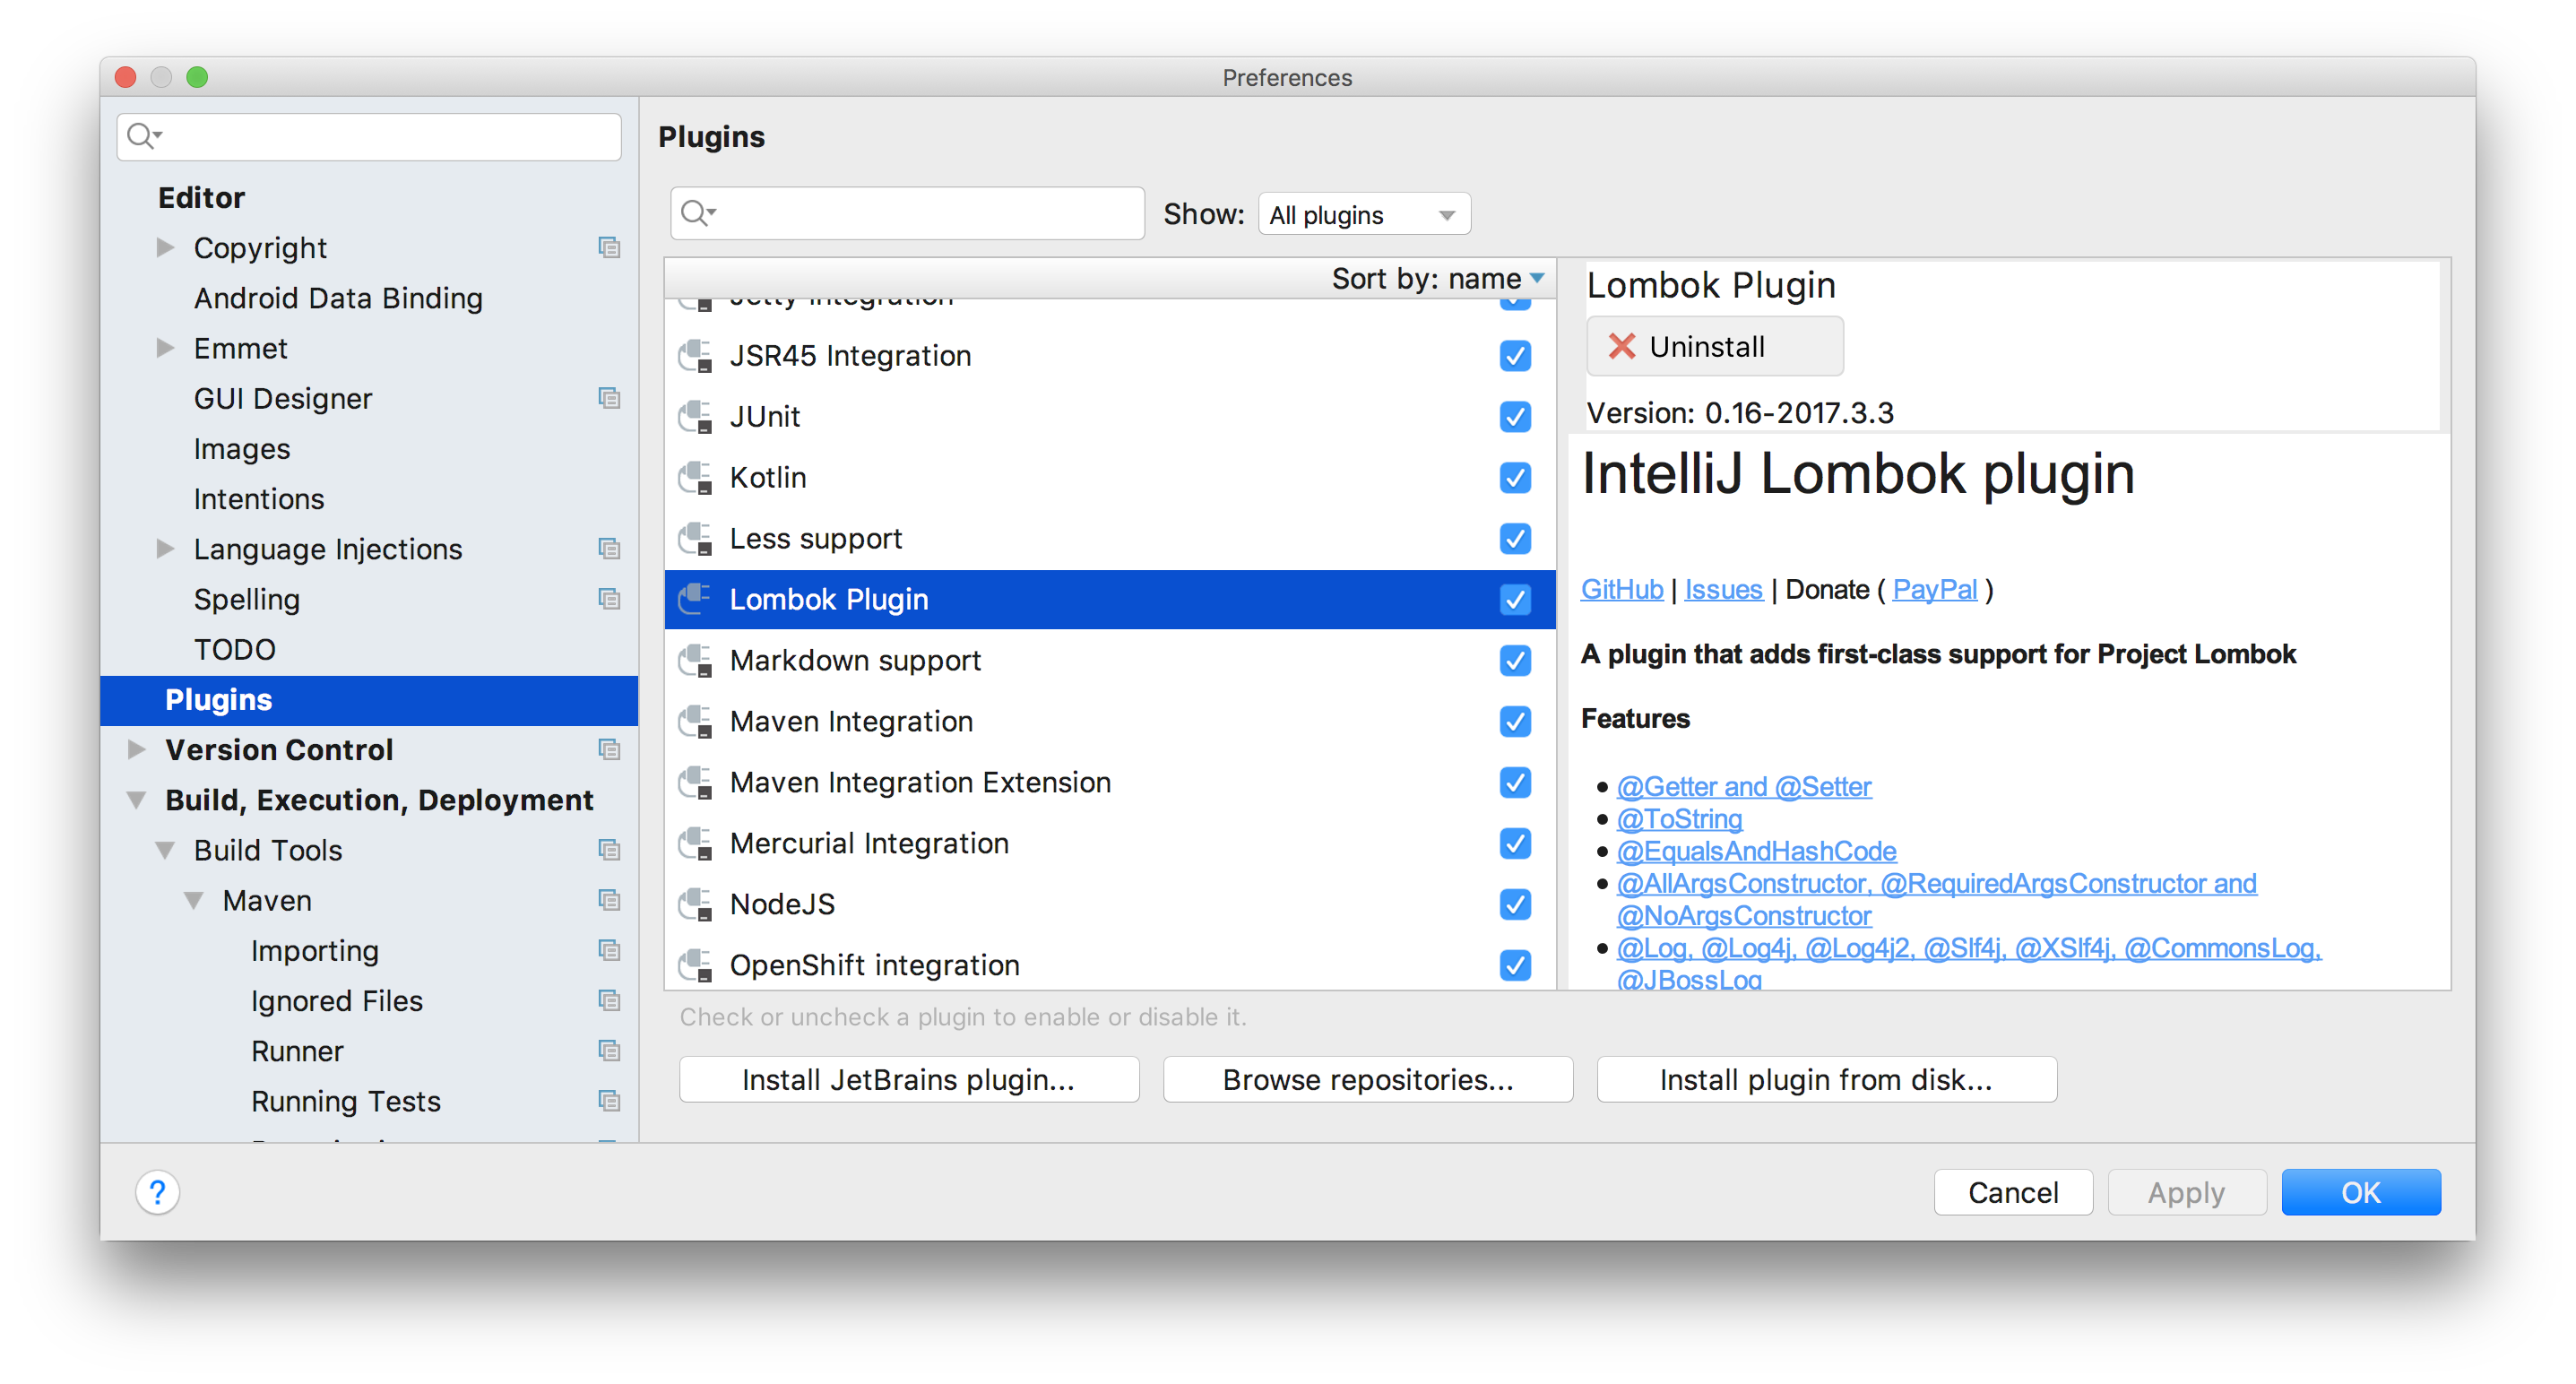 Preferences
Editor
Copyright
Android Data Binding
Emmet
GUI Designer
Images
Intentions
Language Injections
Spelling
TODO
Plugins
Version Control
Build, Execution, Deployment
Build Tools
Maven
Importing
Ignored Files
Runner
Running Tests
Plugins
Show: All plugins
Sort by: name
Jetty Integration
JSR45 Integration
JUnit
Kotlin
Less support
Lombok Plugin
Markdown support
Maven Integration
Maven Integration Extension
Mercurial Integration
NodeJS
OpenShift integration
Check or uncheck a plugin to enable or disable it.
Install JetBrains plugin...
Browse repositories...
Install plugin from disk...
Lombok Plugin
Uninstall
Version: 0.16-2017.3.3
IntelliJ Lombok plugin
GitHub | Issues | Donate ( PayPal )
A plugin that adds first-class support for Project Lombok
Features
@Getter and @Setter
@ToString
@EqualsAndHashCode
@AllArgsConstructor, @RequiredArgsConstructor and
@NoArgsConstructor
@Log, @Log4j, @Log4j2, @Slf4j, @XSlf4j, @CommonsLog,
@JBossLog
?
Cancel
Apply
OK